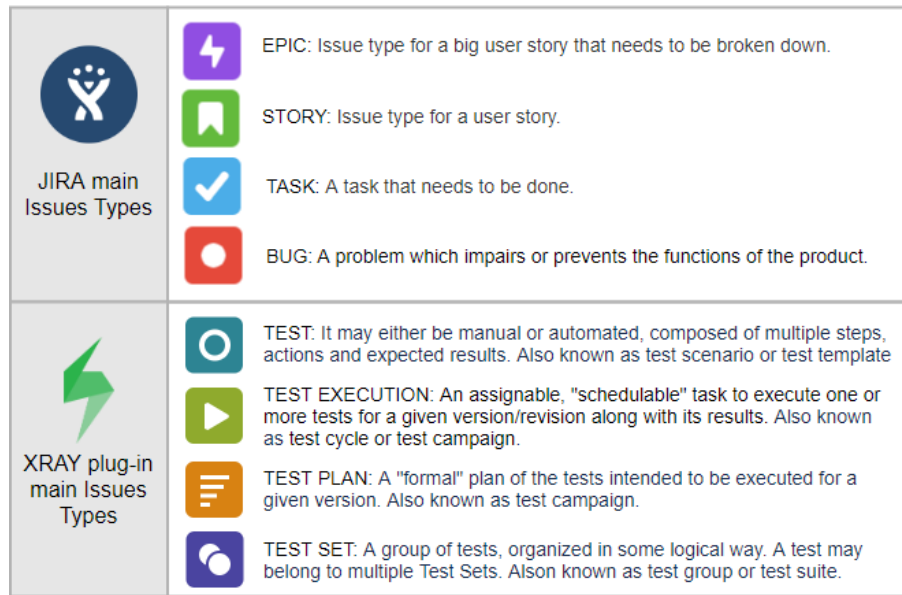 JIRA main
Issues Types
EPIC: Issue type for a big user story that needs to be broken down.
STORY: Issue type for a user story.
TASK: A task that needs to be done.
BUG: A problem which impairs or prevents the functions of the product.
XRAY plug-in
main Issues
Types
TEST: It may either be manual or automated, composed of multiple steps,
actions and expected results. Also known as test scenario or test template
TEST EXECUTION: An assignable, "schedulable" task to execute one or
more tests for a given version/revision along with its results. Also known
as test cycle or test campaign.
TEST PLAN: A "formal" plan of the tests intended to be executed for a
given version. Also known as test campaign.
TEST SET: A group of tests, organized in some logical way. A test may
belong to multiple Test Sets. Alson known as test group or test suite.